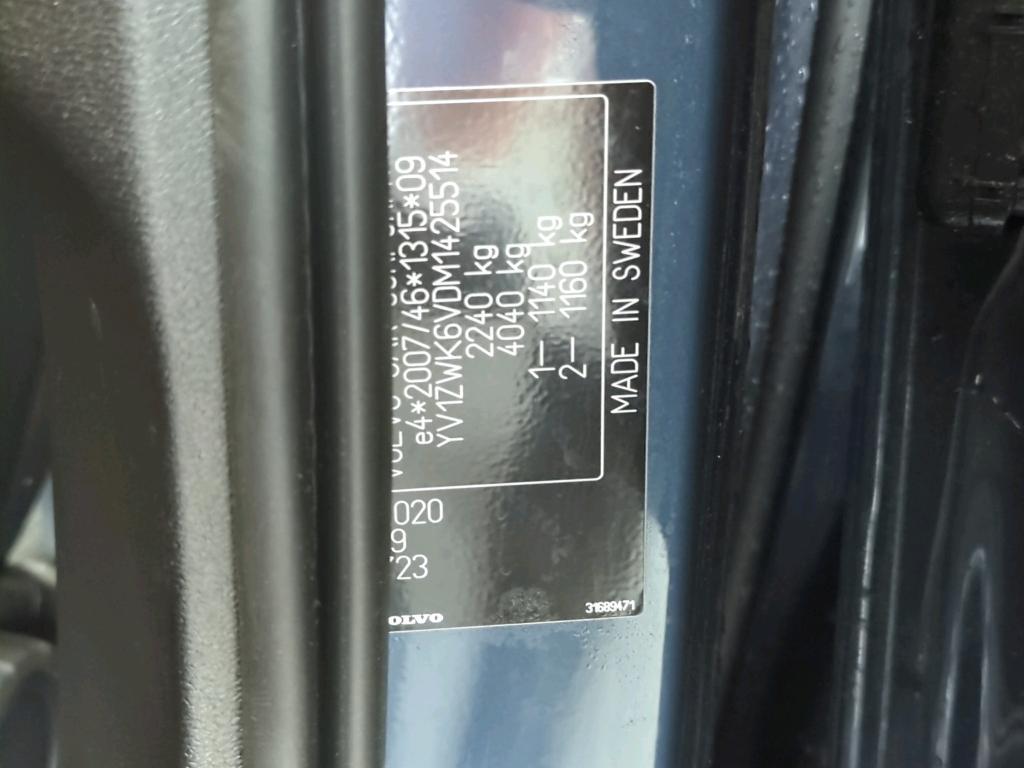 e4*2007/46*1315*09
YV1ZWK6VDM1425514
2240 kg
4040 kg
1– 1140 kg
2– 1160 kg
MADE IN SWEDEN
020
9
23
OLVO
31689471